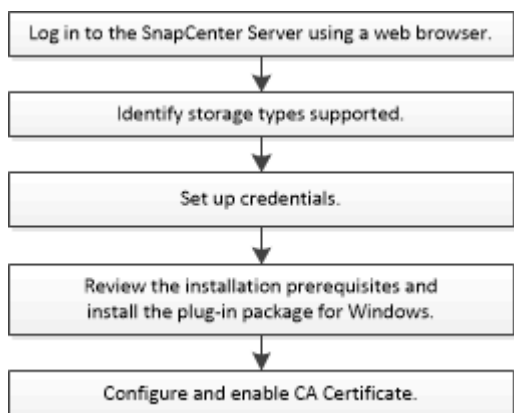 Log in to the SnapCenter Server using a web browser.
Identify storage types supported.
Set up credentials.
Review the installation prerequisites and
install the plug-in package for Windows.
Configure and enable CA Certificate.